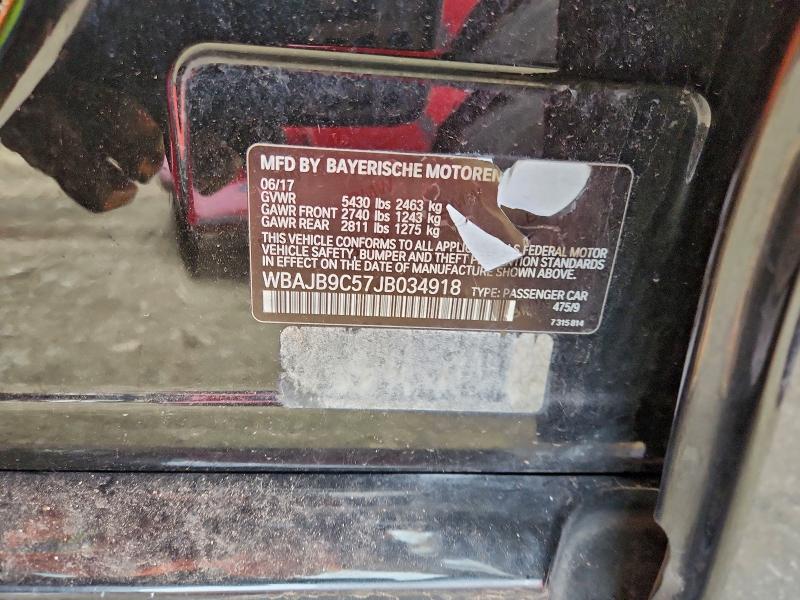 MFD BY BAYERISCHE MOTOREN
06/17
GVWR 5430 lbs 2463 kg
GAWR FRONT 2740 lbs 1243 kg
GAWR REAR 2811 lbs 1275 kg
THIS VEHICLE CONFORMS TO ALL FEDERAL MOTOR
VEHICLE SAFETY, BUMPER AND THEFT STANDARDS
IN EFFECT ON THE DATE OF MANUFACTURE SHOWN ABOVE.
WBAJB9C57JB034918 TYPE: PASSENGER CAR
475/9
7315814